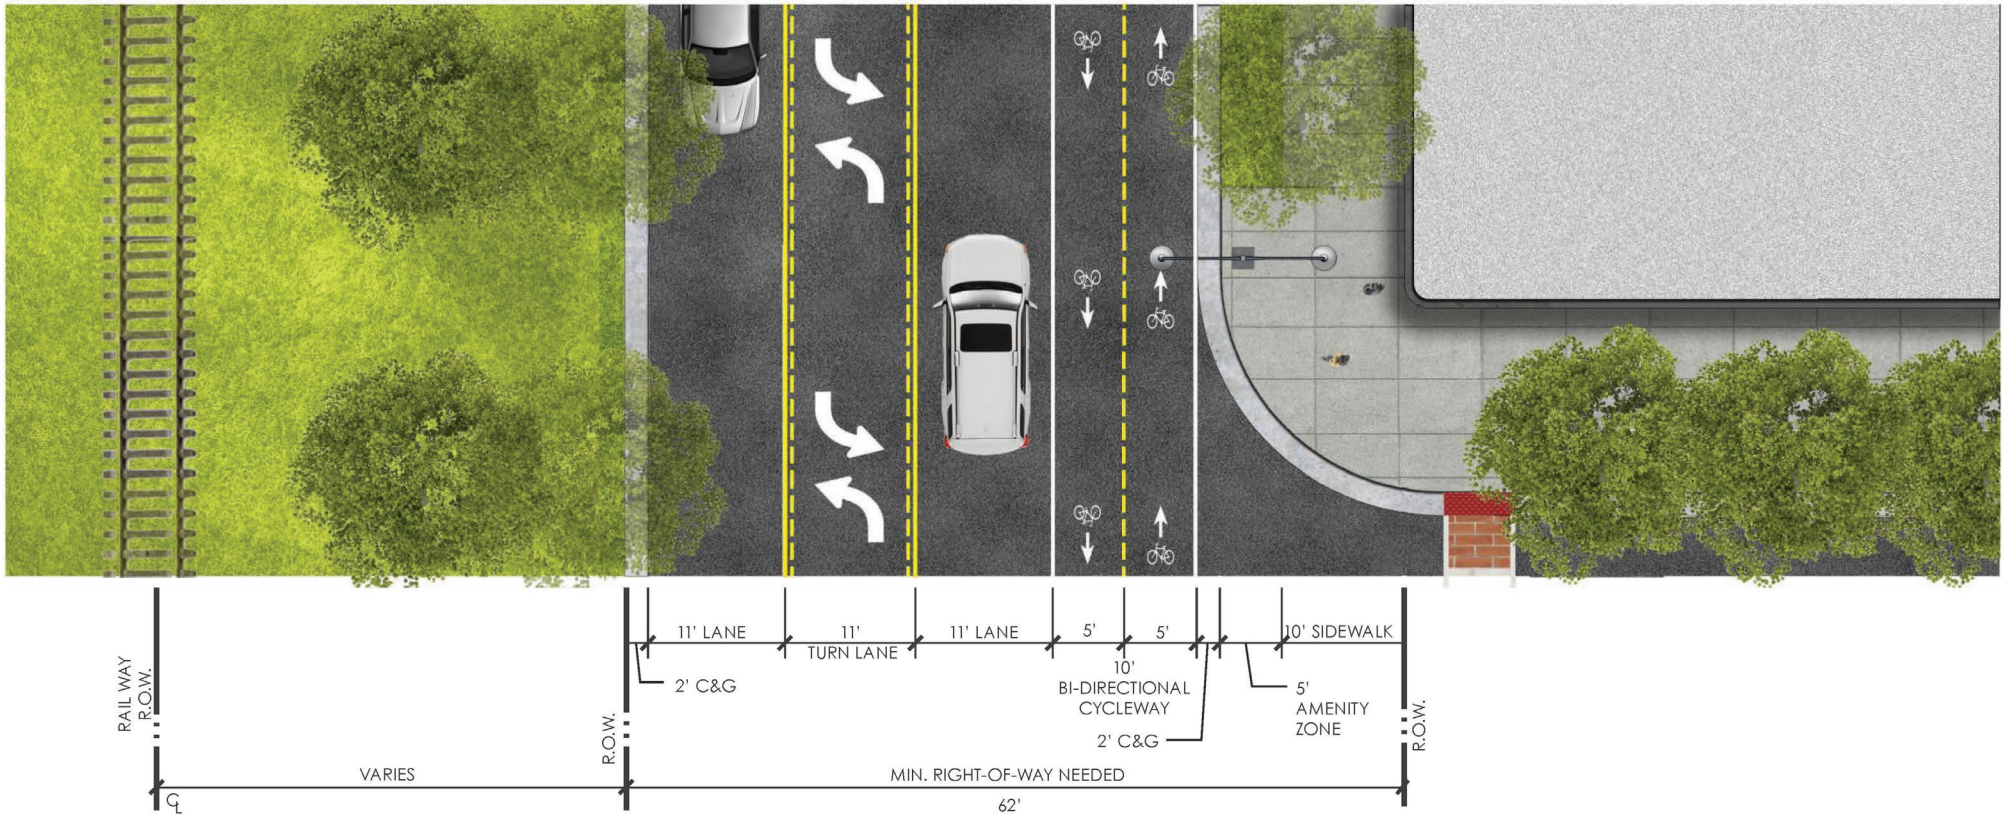 11' LANE
11'
TURN LANE
11' LANE
5'
5'
10' SIDEWALK
2' C&G
10'
BI-DIRECTIONAL
CYCLEWAY
2' C&G
5'
AMENITY
ZONE
RAIL WAY
R.O.W.
R.O.W.
R.O.W.
VARIES
MIN. RIGHT-OF-WAY NEEDED
℄
62'